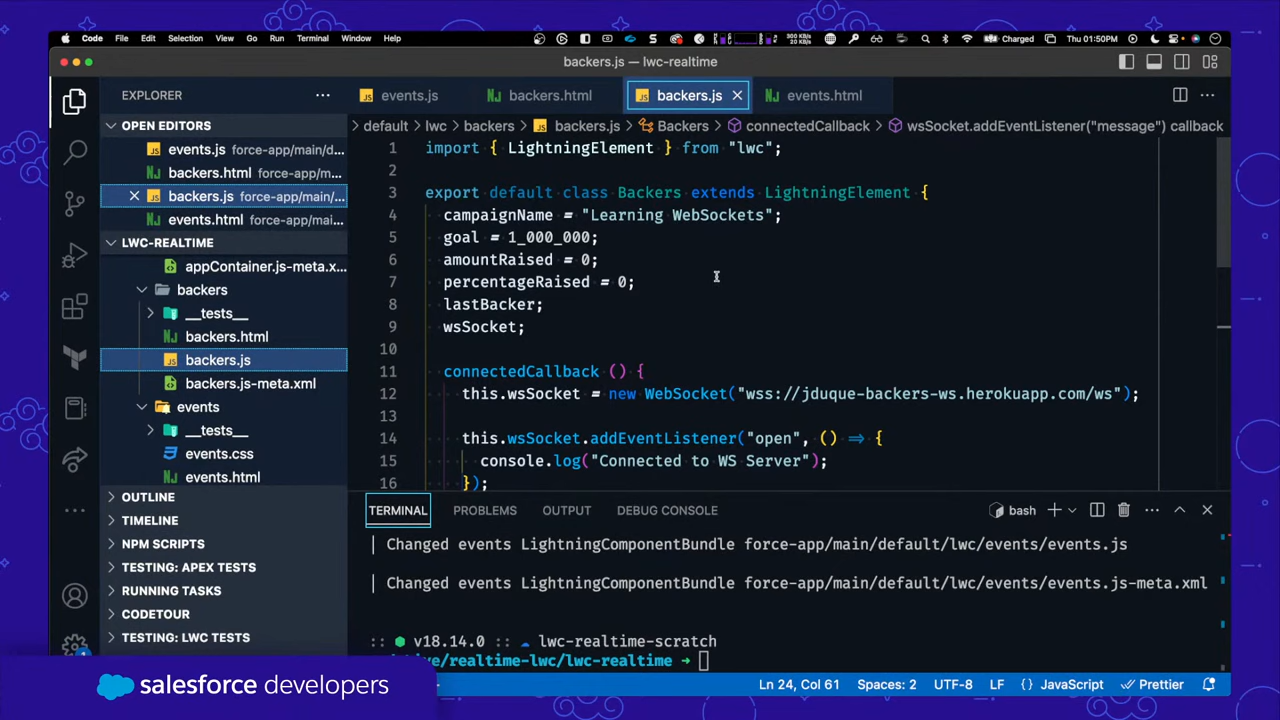 Code File Edit Selection View Go Run Terminal Window Help 300 KB/s 20 KB/s Charged Thu 01:50PM
backers.js — lwc-realtime
EXPLORER ···
events.js backers.html backers.js events.html
OPEN EDITORS
> default > lwc > backers > backers.js > Backers > connectedCallback > wsSocket.addEventListener("message") callback
events.js force-app/main/d...
backers.html force-app/m...
backers.js force-app/main/...
events.html force-app/mai...
LWC-REALTIME
appContainer.js-meta.x...
backers
__tests__
backers.html
backers.js
backers.js-meta.xml
events
__tests__
events.css
events.html
OUTLINE
TIMELINE
NPM SCRIPTS
TESTING: APEX TESTS
RUNNING TASKS
CODETOUR
TESTING: LWC TESTS
1 import { LightningElement } from "lwc";
2
3 export default class Backers extends LightningElement {
4 campaignName = "Learning WebSockets";
5 goal = 1_000_000;
6 amountRaised = 0;
7 percentageRaised = 0;
8 lastBacker;
9 wsSocket;
10
11 connectedCallback () {
12 this.wsSocket = new WebSocket("wss://jduque-backers-ws.herokuapp.com/ws");
13
14 this.wsSocket.addEventListener("open", () => {
15 console.log("Connected to WS Server");
16 });
TERMINAL PROBLEMS OUTPUT DEBUG CONSOLE bash
| Changed events LightningComponentBundle force-app/main/default/lwc/events/events.js
| Changed events LightningComponentBundle force-app/main/default/lwc/events/events.js-meta.xml
:: v18.14.0 :: lwc-realtime-scratch
/realtime-lwc/lwc-realtime →
salesforce developers
Ln 24, Col 61 Spaces: 2 UTF-8 LF {} JavaScript Prettier